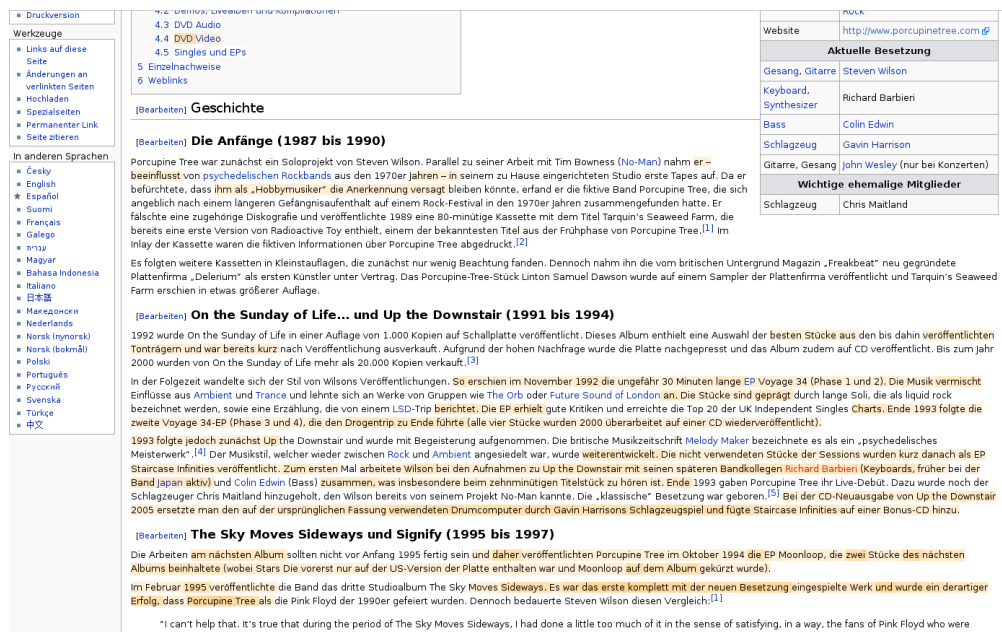 Druckversion
Werkzeuge
Links auf diese
Seite
Änderungen an
verlinkten Seiten
Hochladen
Spezialseiten
Permanenter Link
Seite zitieren
In anderen Sprachen
Česky
English
Español
Suomi
Français
Galego
עברית
Magyar
Bahasa Indonesia
Italiano
日本語
Македонски
Nederlands
Norsk (nynorsk)
Norsk (bokmål)
Polski
Português
Русский
Svenska
Türkçe
中文
4.2 Demos, Livealben und Kompilationen
4.3 DVD Audio
4.4 DVD Video
4.5 Singles und EPs
5 Einzelnachweise
6 Weblinks
Rock
Website http://www.porcupinetree.com
Aktuelle Besetzung
Gesang, Gitarre Steven Wilson
Keyboard,
Synthesizer Richard Barbieri
Bass Colin Edwin
Schlagzeug Gavin Harrison
Gitarre, Gesang John Wesley (nur bei Konzerten)
Wichtige ehemalige Mitglieder
Schlagzeug Chris Maitland
[Bearbeiten] Geschichte
[Bearbeiten] Die Anfänge (1987 bis 1990)
Porcupine Tree war zunächst ein Soloprojekt von Steven Wilson. Parallel zu seiner Arbeit mit Tim Bowness (No-Man) nahm er –
beeinflusst von psychedelischen Rockbands aus den 1970er Jahren – in seinem zu Hause eingerichteten Studio erste Tapes auf. Da er
befürchtete, dass ihm als „Hobbymusiker“ die Anerkennung versagt bleiben könnte, erfand er die fiktive Band Porcupine Tree, die sich
angeblich nach einem längeren Gefängnisaufenthalt auf einem Rock-Festival in den 1970er Jahren zusammengefunden hatte. Er
fälschte eine zugehörige Diskografie und veröffentlichte 1989 eine 80-minütige Kassette mit dem Titel Tarquin’s Seaweed Farm, die
bereits eine erste Version von Radioactive Toy enthielt, einem der bekanntesten Titel aus der Frühphase von Porcupine Tree.[1] Im
Inlay der Kassette waren die fiktiven Informationen über Porcupine Tree abgedruckt.[2]
Es folgten weitere Kassetten in Kleinstauflagen, die zunächst nur wenig Beachtung fanden. Dennoch nahm ihn die vom britischen Untergrund Magazin „Freakbeat“ neu gegründete
Plattenfirma „Delerium“ als ersten Künstler unter Vertrag. Das Porcupine-Tree-Stück Linton Samuel Dawson wurde auf einem Sampler der Plattenfirma veröffentlicht und Tarquin’s Seaweed
Farm erschien in etwas größerer Auflage.
[Bearbeiten] On the Sunday of Life… und Up the Downstair (1991 bis 1994)
1992 wurde On the Sunday of Life in einer Auflage von 1.000 Kopien auf Schallplatte veröffentlicht. Dieses Album enthielt eine Auswahl der besten Stücke aus den bis dahin veröffentlichten
Tonträgern und war bereits kurz nach Veröffentlichung ausverkauft. Aufgrund der hohen Nachfrage wurde die Platte nachgepresst und das Album zudem auf CD veröffentlicht. Bis zum Jahr
2000 wurden von On the Sunday of Life mehr als 20.000 Kopien verkauft.[3]
In der Folgezeit wandelte sich der Stil von Wilsons Veröffentlichungen. So erschien im November 1992 die ungefähr 30 Minuten lange EP Voyage 34 (Phase 1 und 2). Die Musik vermischt
Einflüsse aus Ambient und Trance und lehnte sich an Werke von Gruppen wie The Orb oder Future Sound of London an. Die Stücke sind geprägt durch lange Soli, die als liquid rock
bezeichnet werden, sowie eine Erzählung, die von einem LSD-Trip berichtet. Die EP erhielt gute Kritiken und erreichte die Top 20 der UK Independent Singles Charts. Ende 1993 folgte die
zweite Voyage 34-EP (Phase 3 und 4), die den Drogentrip zu Ende führte (alle vier Stücke wurden 2000 überarbeitet auf einer CD wiederveröffentlicht).
1993 folgte jedoch zunächst Up the Downstair und wurde mit Begeisterung aufgenommen. Die britische Musikzeitschrift Melody Maker bezeichnete es als ein „psychedelisches
Meisterwerk“.[4] Der Musikstil, welcher wieder zwischen Rock und Ambient angesiedelt war, wurde weiterentwickelt. Die nicht verwendeten Stücke der Sessions wurden kurz danach als EP
Staircase Infinities veröffentlicht. Zum ersten Mal arbeitete Wilson bei den Aufnahmen zu Up the Downstair mit seinen späteren Bandkollegen Richard Barbieri (Keyboards, früher bei der
Band Japan aktiv) und Colin Edwin (Bass) zusammen, was insbesondere beim zehnminütigen Titelstück zu hören ist. Ende 1993 gaben Porcupine Tree ihr Live-Debüt. Dazu wurde noch der
Schlagzeuger Chris Maitland hinzugeholt, den Wilson bereits von seinem Projekt No-Man kannte. Die „klassische“ Besetzung war geboren.[5] Bei der CD-Neuausgabe von Up the Downstair
2005 ersetzte man den auf der ursprünglichen Fassung verwendeten Drumcomputer durch Gavin Harrisons Schlagzeugspiel und fügte Staircase Infinities auf einer Bonus-CD hinzu.
[Bearbeiten] The Sky Moves Sideways und Signify (1995 bis 1997)
Die Arbeiten am nächsten Album sollten nicht vor Anfang 1995 fertig sein und daher veröffentlichten Porcupine Tree im Oktober 1994 die EP Moonloop, die zwei Stücke des nächsten
Albums beinhaltete (wobei Stars Die vorerst nur auf der US-Version der Platte enthalten war und Moonloop auf dem Album gekürzt wurde).
Im Februar 1995 veröffentlichte die Band das dritte Studioalbum The Sky Moves Sideways. Es war das erste komplett mit der neuen Besetzung eingespielte Werk und wurde ein derartiger
Erfolg, dass Porcupine Tree als die Pink Floyd der 1990er gefeiert wurden. Dennoch bedauerte Steven Wilson diesen Vergleich:[1]
“I can’t help that. It’s true that during the period of The Sky Moves Sideways, I had done a little too much of it in the sense of satisfying, in a way, the fans of Pink Floyd who were